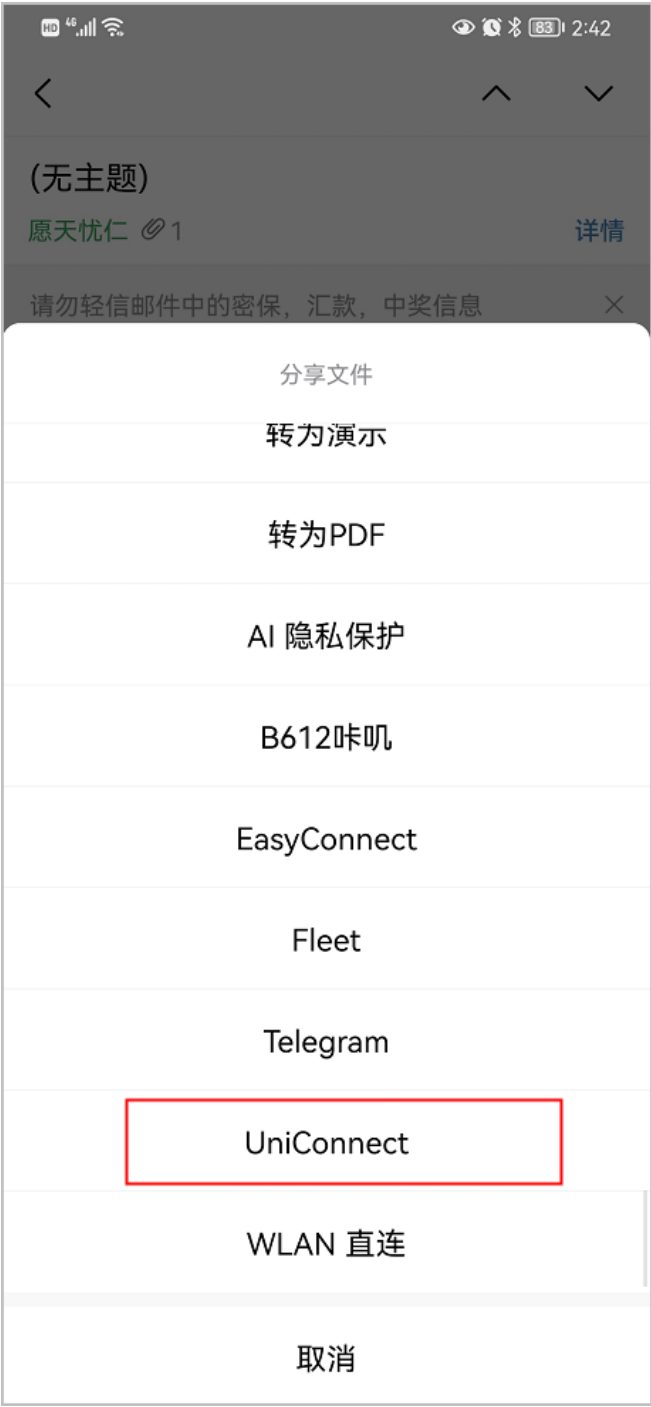 HD 4G 83 2:42
(无主题)
愿天忧仁 1 详情
请勿轻信邮件中的密保，汇款，中奖信息
分享文件
转为演示
转为PDF
AI 隐私保护
B612咔叽
EasyConnect
Fleet
Telegram
UniConnect
WLAN 直连
取消